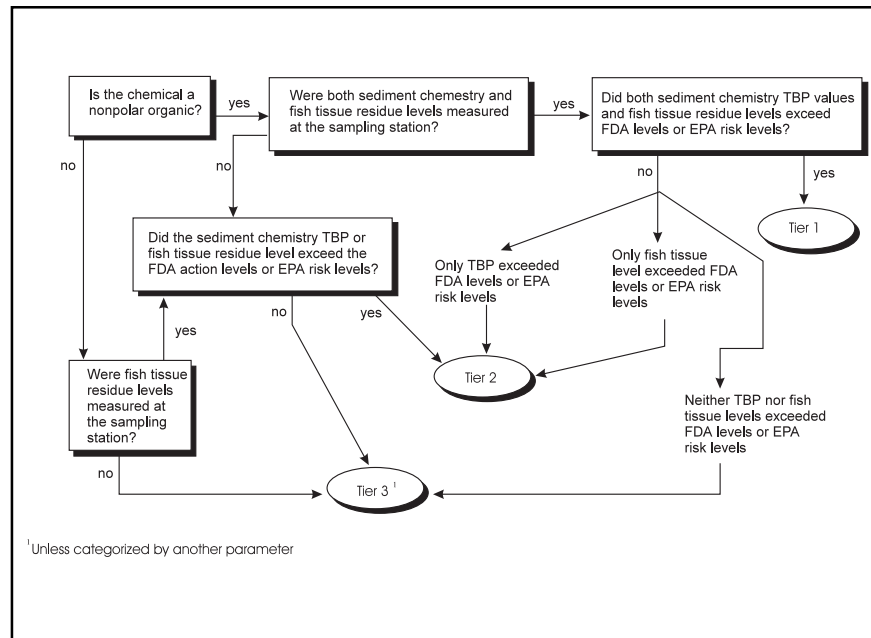 Is the chemical a
nonpolar organic?
yes
Were both sediment chemestry and
fish tissue residue levels measured
at the sampling station?
yes
Did both sediment chemistry TBP values
and fish tissue residue levels exceed
FDA levels or EPA risk levels?
no
no
no
yes
Tier 1
Did the sediment chemistry TBP or
fish tissue residue level exceed the
FDA action levels or EPA risk levels?
Only TBP exceeded
FDA levels or EPA
risk levels
Only fish tissue
level exceeded FDA
levels or EPA risk
levels
yes
no
yes
Were fish tissue
residue levels
measured at
the sampling
station?
Tier 2
Neither TBP nor fish
tissue levels exceeded
FDA levels or EPA
risk levels
no
Tier 3 ¹
¹Unless categorized by another parameter